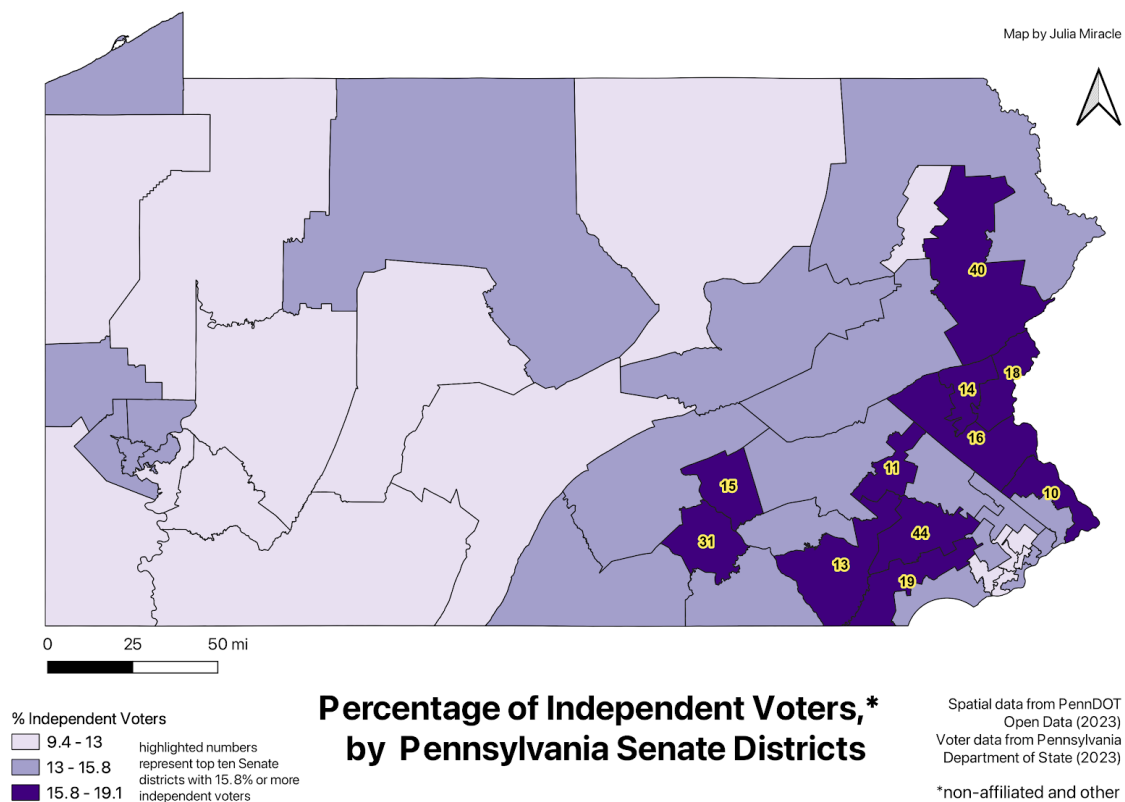 Map by Julia Miracle
40
18
14
16
11
15
10
44
31
13
19
0 25 50 mi
Percentage of Independent Voters,*
by Pennsylvania Senate Districts
% Independent Voters
9.4 - 13
13 - 15.8
15.8 - 19.1
highlighted numbers
represent top ten Senate
districts with 15.8% or more
independent voters
Spatial data from PennDOT
Open Data (2023)
Voter data from Pennsylvania
Department of State (2023)
*non-affiliated and other